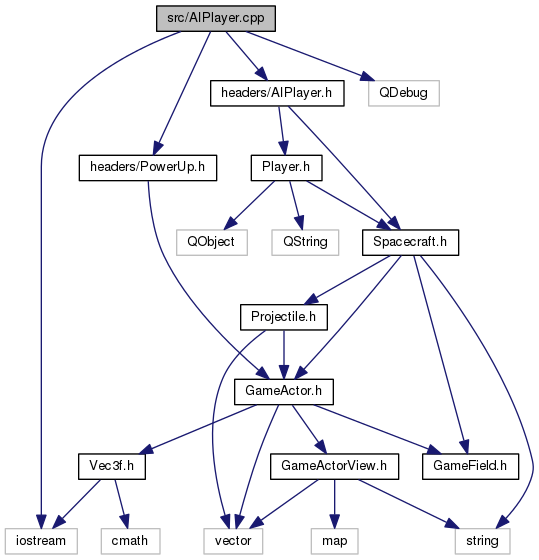 src/AIPlayer.cpp
headers/AIPlayer.h
QDebug
headers/PowerUp.h
Player.h
QObject
QString
Spacecraft.h
Projectile.h
GameActor.h
Vec3f.h
GameActorView.h
GameField.h
iostream
cmath
vector
map
string